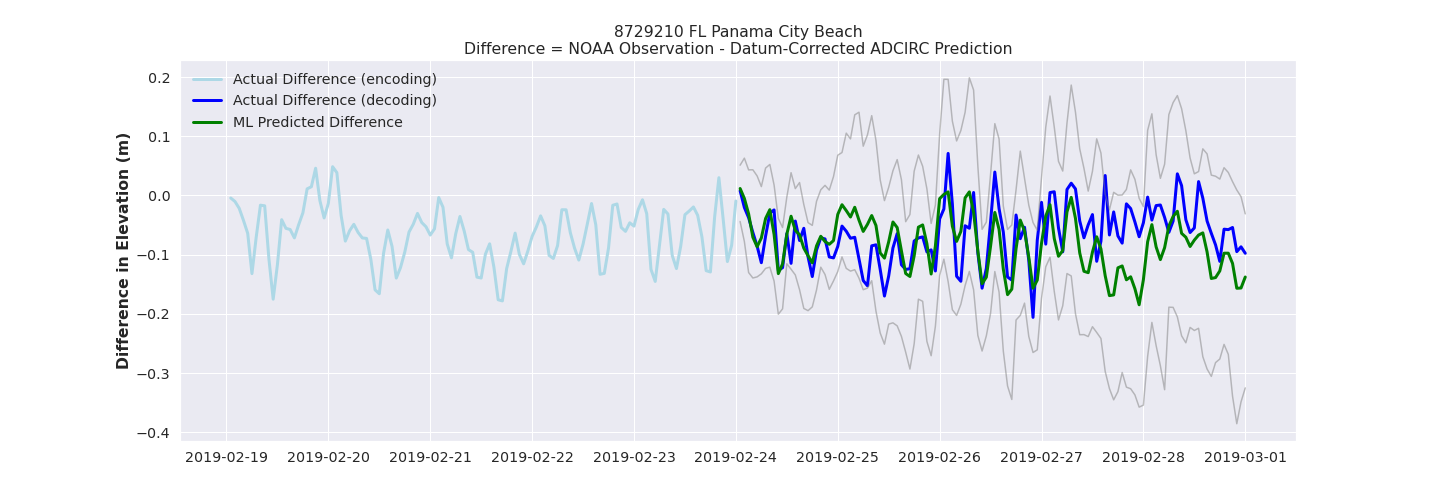 8729210 FL Panama City Beach
Difference = NOAA Observation - Datum-Corrected ADCIRC Prediction
Actual Difference (encoding)
Actual Difference (decoding)
ML Predicted Difference
Difference in Elevation (m)
0.2
0.1
0.0
−0.1
−0.2
−0.3
−0.4
2019-02-19 2019-02-20 2019-02-21 2019-02-22 2019-02-23 2019-02-24 2019-02-25 2019-02-26 2019-02-27 2019-02-28 2019-03-01